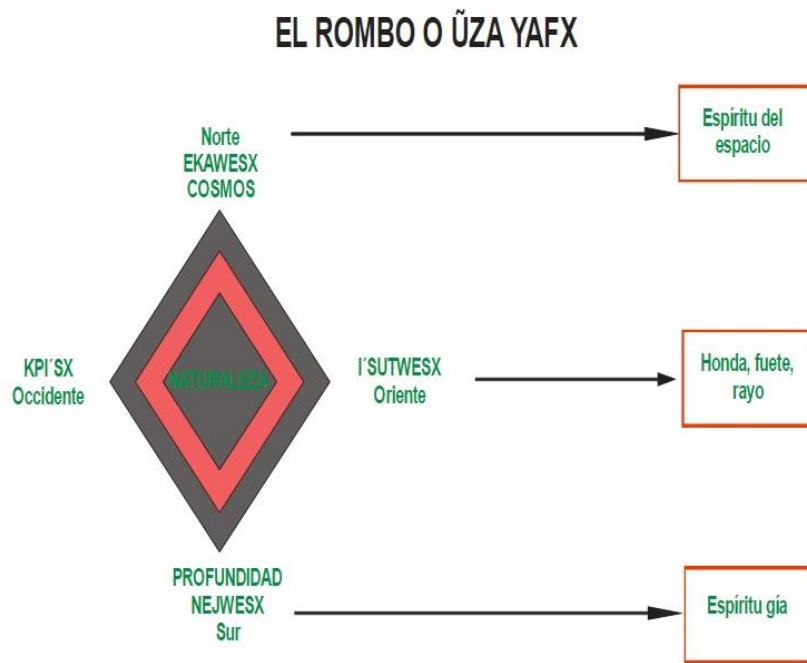 EL ROMBO O ŨZA YAFX
Norte
EKAWESX
COSMOS
Espíritu del
espacio
KPI´SX
Occidente
NATURALEZA
I´SUTWESX
Oriente
Honda, fuete,
rayo
PROFUNDIDAD
NEJWESX
Sur
Espíritu gía